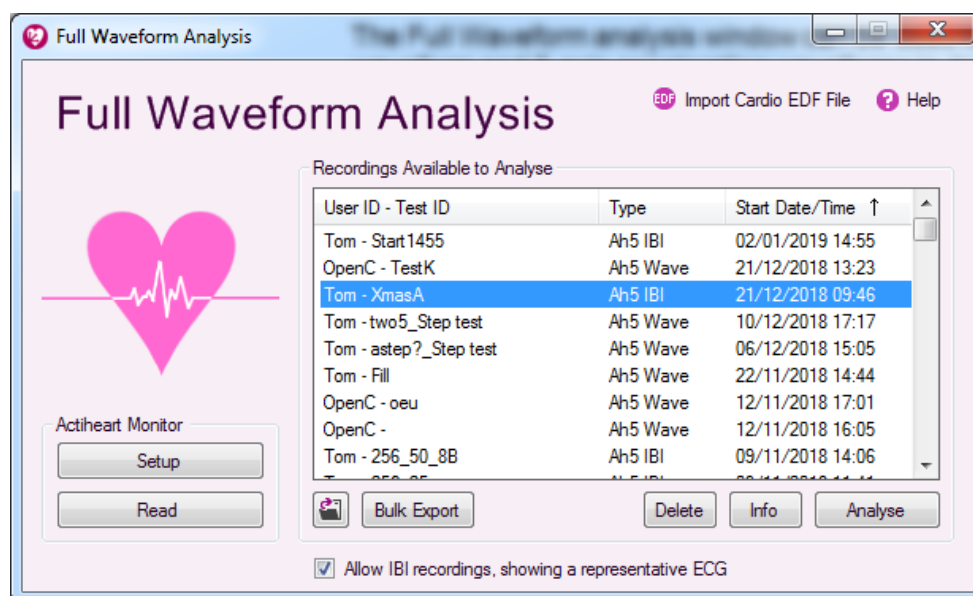 Full Waveform Analysis
The Full Waveform analysis window
Full Waveform Analysis
EDF Import Cardio EDF File ? Help
Recordings Available to Analyse
User ID - Test ID Type Start Date/Time ↑
Tom - Start1455 Ah5 IBI 02/01/2019 14:55
OpenC - TestK Ah5 Wave 21/12/2018 13:23
Tom - XmasA Ah5 IBI 21/12/2018 09:46
Tom - two5_Step test Ah5 Wave 10/12/2018 17:17
Tom - astep?_Step test Ah5 Wave 06/12/2018 15:05
Tom - Fill Ah5 Wave 22/11/2018 14:44
OpenC - oeu Ah5 Wave 12/11/2018 17:01
OpenC - Ah5 Wave 12/11/2018 16:05
Tom - 256_50_8B Ah5 IBI 09/11/2018 14:06
Actiheart Monitor
Setup
Read
Bulk Export Delete Info Analyse
Allow IBI recordings, showing a representative ECG